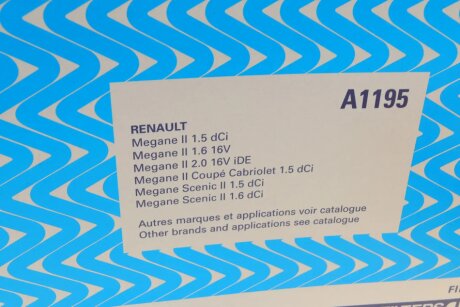 A1195
RENAULT
Megane II 1.5 dCi
Megane II 1.6 16V
Megane II 2.0 16V iDE
Megane II Coupé Cabriolet 1.5 dCi
Megane Scenic II 1.5 dCi
Megane Scenic II 1.6 dCi
Autres marques et applications voir catalogue
Other brands and applications see catalogue